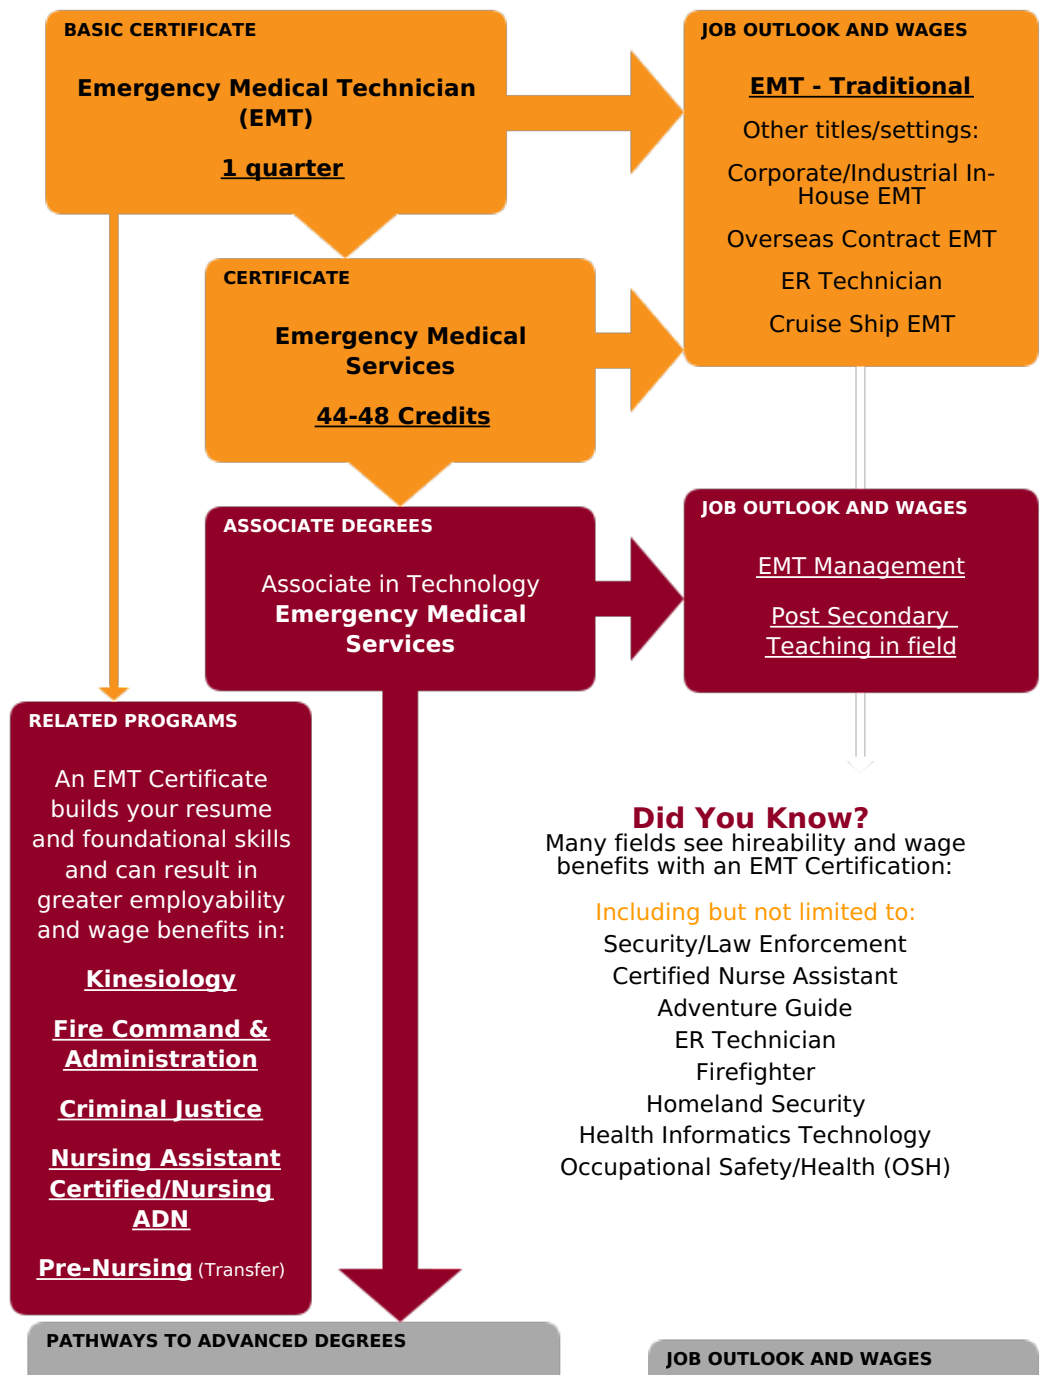 BASIC CERTIFICATE
Emergency Medical Technician
(EMT)
1 quarter
JOB OUTLOOK AND WAGES
EMT - Traditional
Other titles/settings:
Corporate/Industrial In-
House EMT
Overseas Contract EMT
ER Technician
Cruise Ship EMT
CERTIFICATE
Emergency Medical
Services
44-48 Credits
ASSOCIATE DEGREES
Associate in Technology
Emergency Medical
Services
JOB OUTLOOK AND WAGES
EMT Management
Post Secondary
Teaching in field
RELATED PROGRAMS
An EMT Certificate
builds your resume
and foundational skills
and can result in
greater employability
and wage benefits in:
Kinesiology
Fire Command &
Administration
Criminal Justice
Nursing Assistant
Certified/Nursing
ADN
Pre-Nursing (Transfer)
Did You Know?
Many fields see hireability and wage
benefits with an EMT Certification:
Including but not limited to:
Security/Law Enforcement
Certified Nurse Assistant
Adventure Guide
ER Technician
Firefighter
Homeland Security
Health Informatics Technology
Occupational Safety/Health (OSH)
PATHWAYS TO ADVANCED DEGREES
JOB OUTLOOK AND WAGES